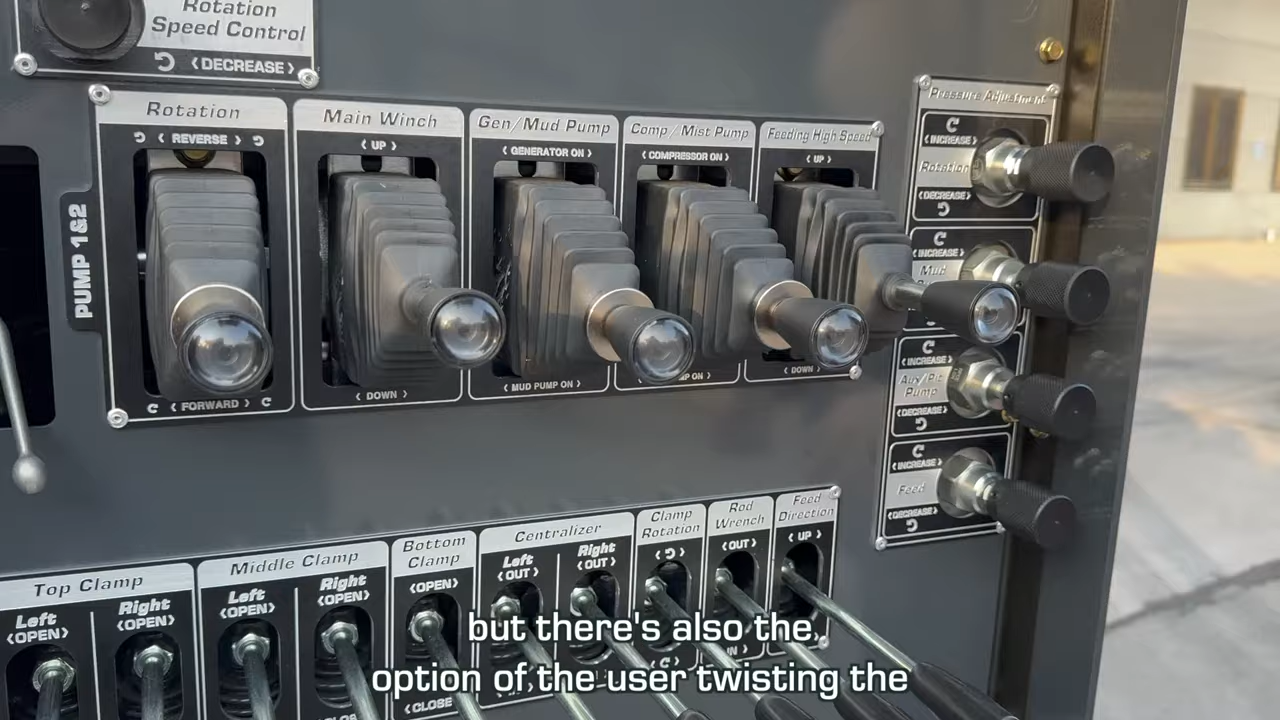 Rotation
Speed Control
‹ DECREASE ›
Rotation
‹ REVERSE ›
‹ FORWARD ›
PUMP 1&2
Main Winch
‹ UP ›
‹ DOWN ›
Gen/Mud Pump
‹ GENERATOR ON ›
‹ MUD PUMP ON ›
Comp/Mist Pump
‹ COMPRESSOR ON ›
ON ›
Feeding High Speed
‹ UP ›
‹ DOWN ›
Pressure Adjustment
‹ INCREASE ›
Rotation
‹ DECREASE ›
‹ INCREASE ›
Mud
‹ INCREASE ›
Aux/Pit
Pump
‹ DECREASE ›
‹ INCREASE ›
Feed
‹ DECREASE ›
Top Clamp
Left
‹OPEN›
Right
‹OPEN›
Middle Clamp
Left
‹OPEN›
Right
‹OPEN›
Bottom
Clamp
‹OPEN›
‹CLOSE
Centralizer
Left
‹OUT›
Right
‹OUT›
Clamp
Rotation
Rod
Wrench
‹OUT›
IN ›
Feed
Direction
‹ UP ›
but there's also the
option of the user twisting the